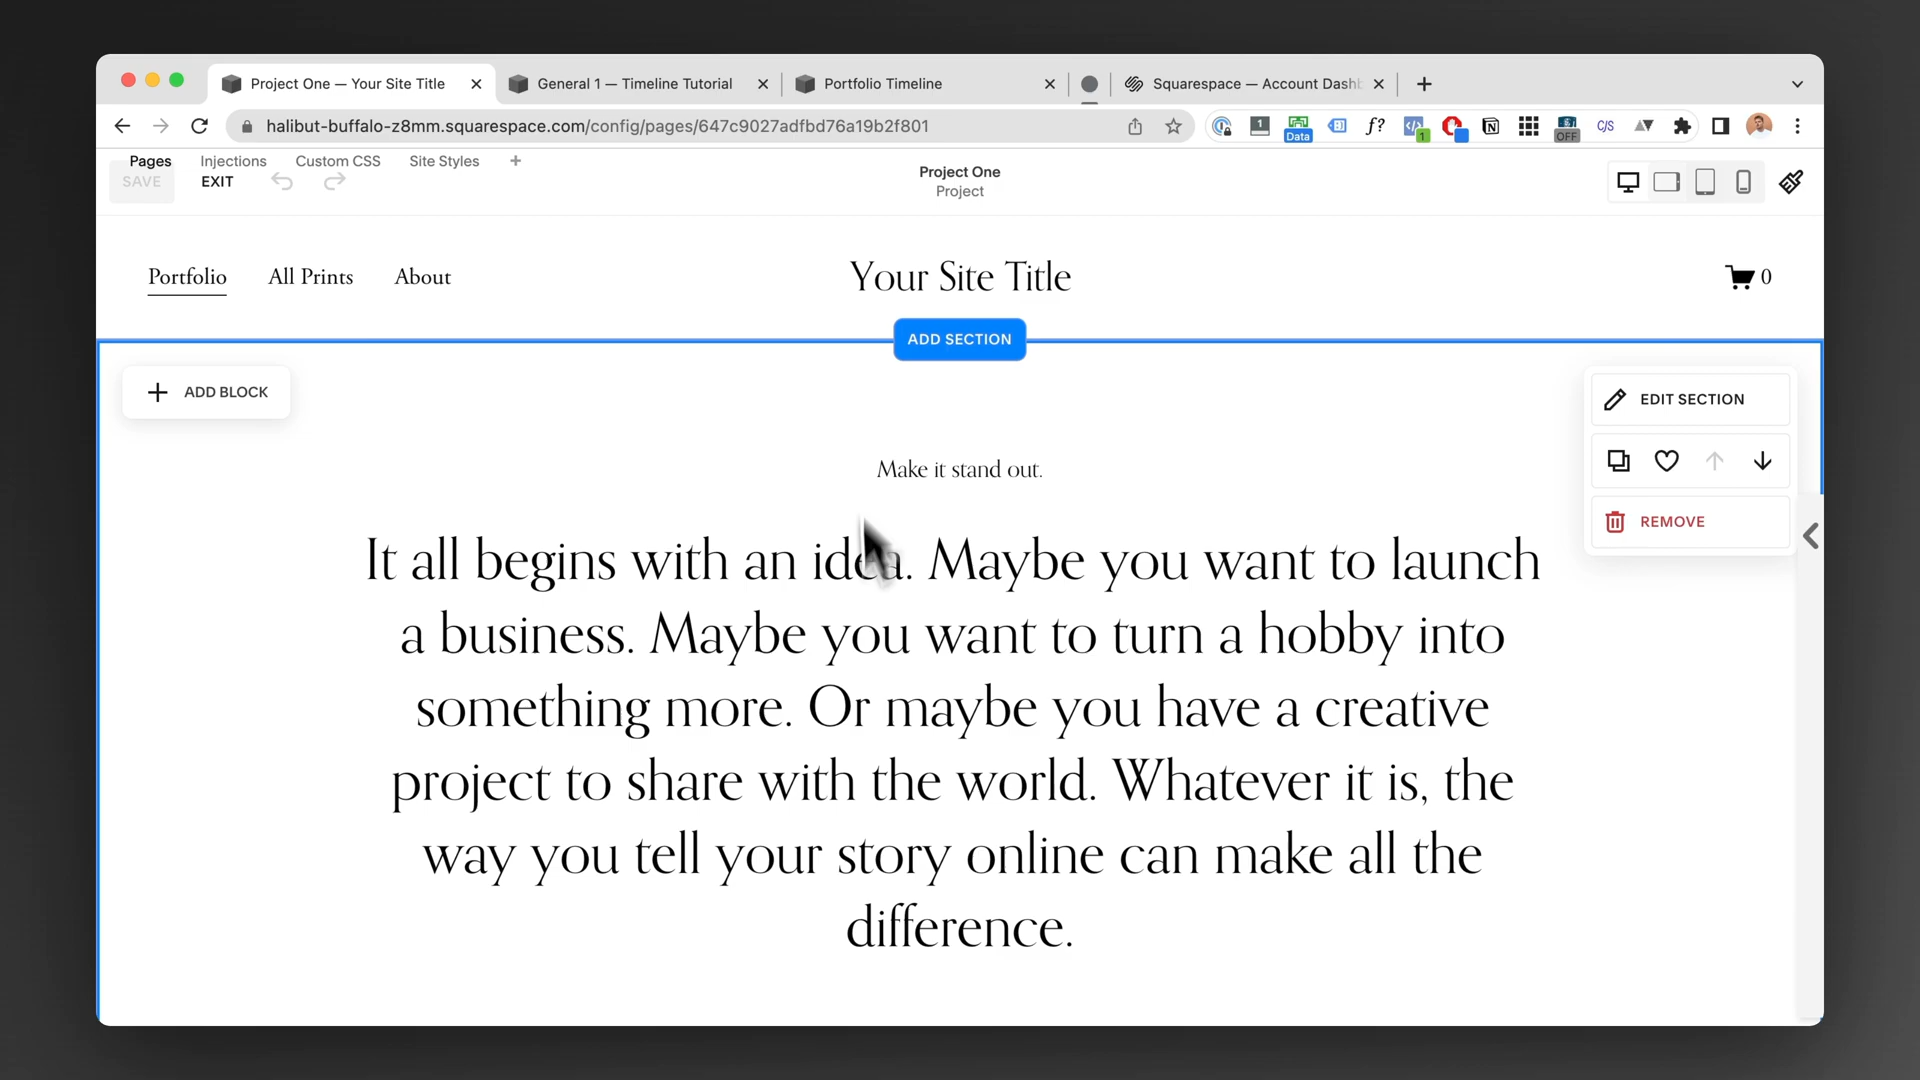 Project One — Your Site Title
General 1 — Timeline Tutorial
Portfolio Timeline
Squarespace — Account Dashb
halibut-buffalo-z8mm.squarespace.com/config/pages/647c9027adfbd76a19b2f801
1
Data
f?
1
OFF
C/S
Pages
Injections
Custom CSS
Site Styles
SAVE
EXIT
Project One
Project
Portfolio
All Prints
About
Your Site Title
0
ADD SECTION
ADD BLOCK
EDIT SECTION
REMOVE
Make it stand out.
It all begins with an idea. Maybe you want to launch
a business. Maybe you want to turn a hobby into
something more. Or maybe you have a creative
project to share with the world. Whatever it is, the
way you tell your story online can make all the
difference.